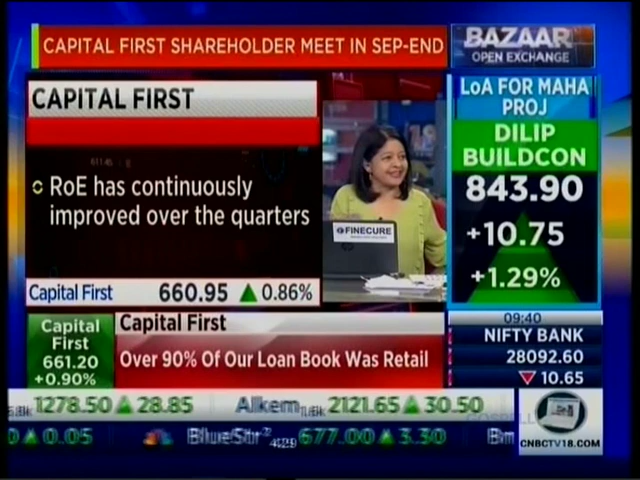 CAPITAL FIRST SHAREHOLDER MEET IN SEP-END
BAZAAR
OPEN EXCHANGE
CAPITAL FIRST
RoE has continuously
improved over the quarters
Capital First 660.95 ▲ 0.86%
FINECURE
LoA FOR MAHA
PROJ
DILIP
BUILDCON
843.90
+10.75
+1.29%
Capital
First
661.20
+0.90%
Capital First
Over 90% Of Our Loan Book Was Retail
09:40
NIFTY BANK
28092.60
▽ 10.65
1278.50 ▲ 28.85 Alkem 2121.65 ▲ 30.50
▲ 0.05 BlueStr 677.00 ▲ 3.30
CNBCTV18.COM